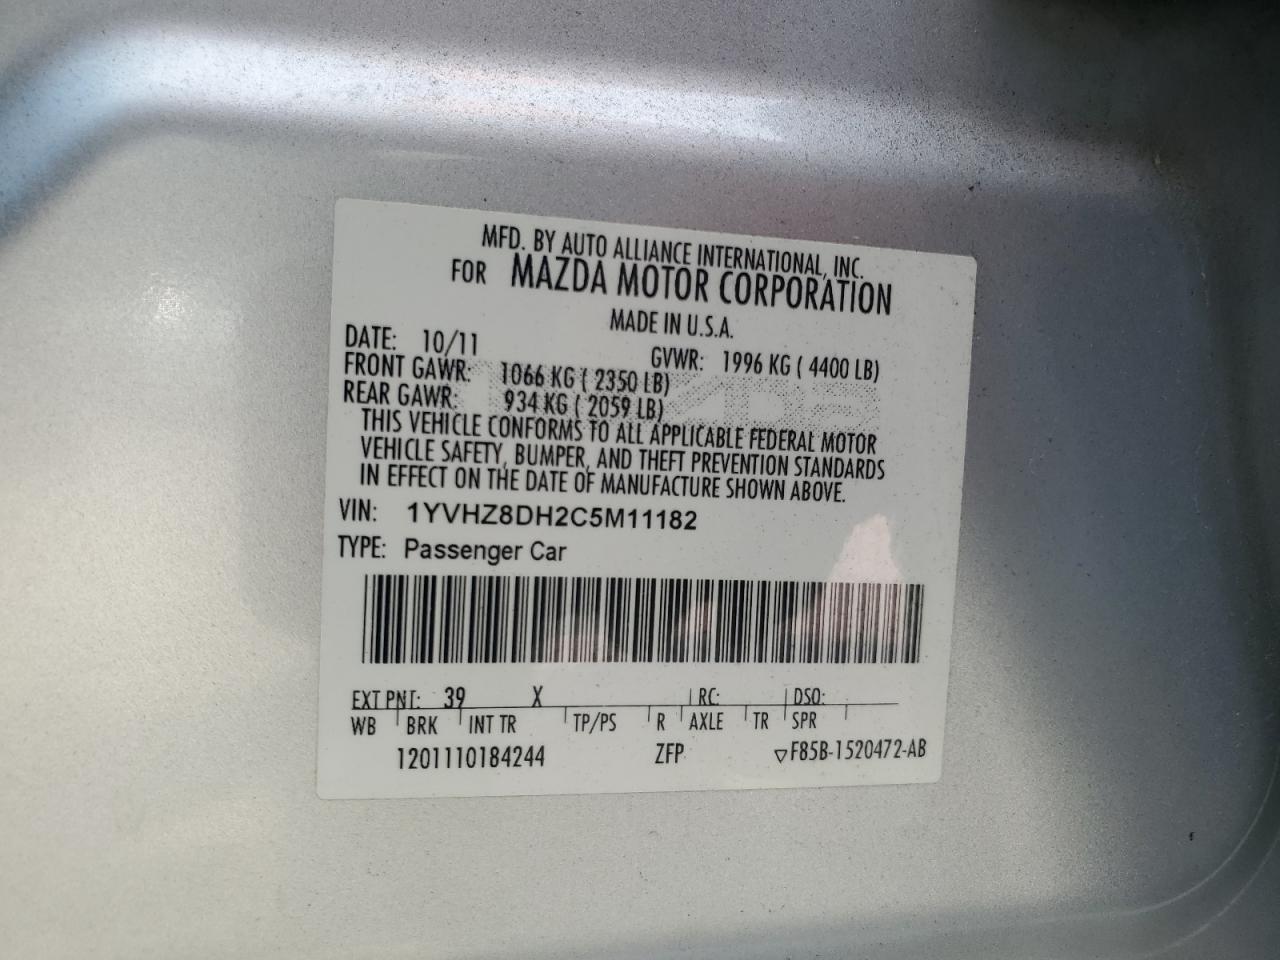 MFD. BY AUTO ALLIANCE INTERNATIONAL, INC.
FOR MAZDA MOTOR CORPORATION
MADE IN U.S.A.
DATE: 10/11 GVWR: 1996 KG ( 4400 LB)
FRONT GAWR: 1066 KG ( 2350 LB)
REAR GAWR: 934 KG ( 2059 LB)
THIS VEHICLE CONFORMS TO ALL APPLICABLE FEDERAL MOTOR
VEHICLE SAFETY, BUMPER, AND THEFT PREVENTION STANDARDS
IN EFFECT ON THE DATE OF MANUFACTURE SHOWN ABOVE.
VIN: 1YVHZ8DH2C5M11182
TYPE: Passenger Car
EXT PNT: 39 X RC: DSO:
WB BRK INT TR TP/PS R AXLE TR SPR
1201110184244 ZFP ▽F85B-1520472-AB